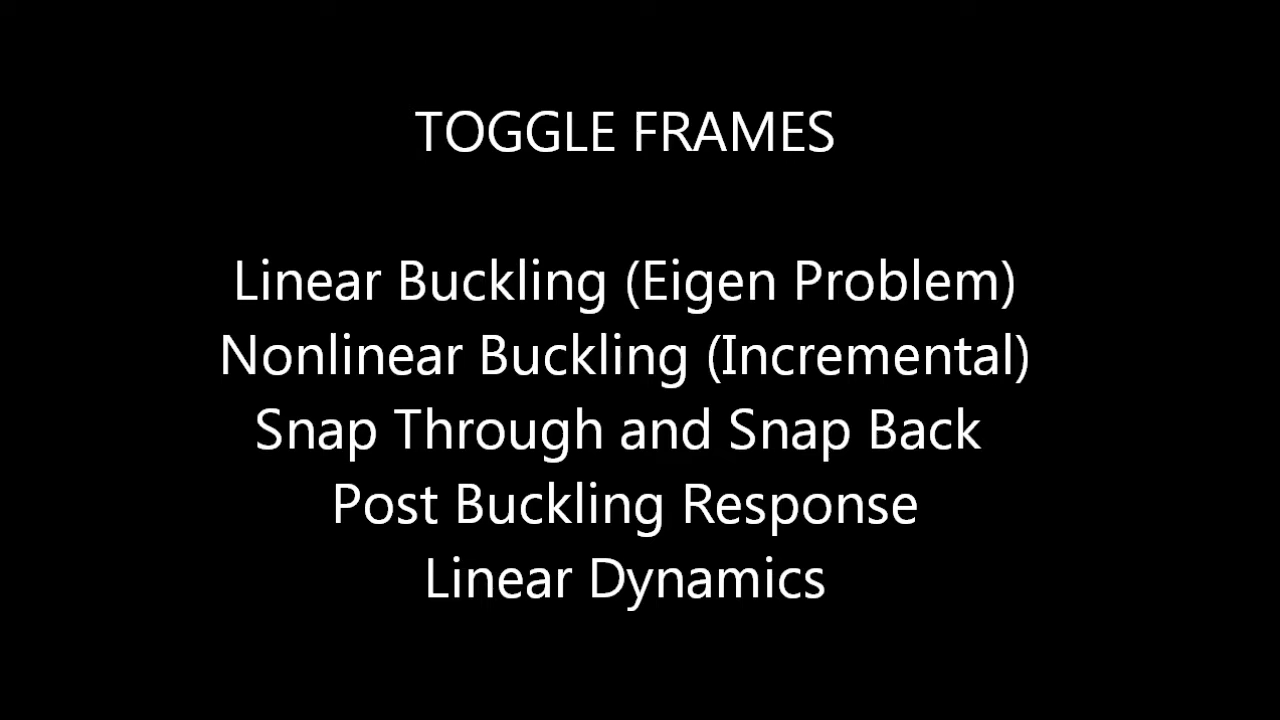 TOGGLE FRAMES
Linear Buckling (Eigen Problem)
Nonlinear Buckling (Incremental)
Snap Through and Snap Back
Post Buckling Response
Linear Dynamics